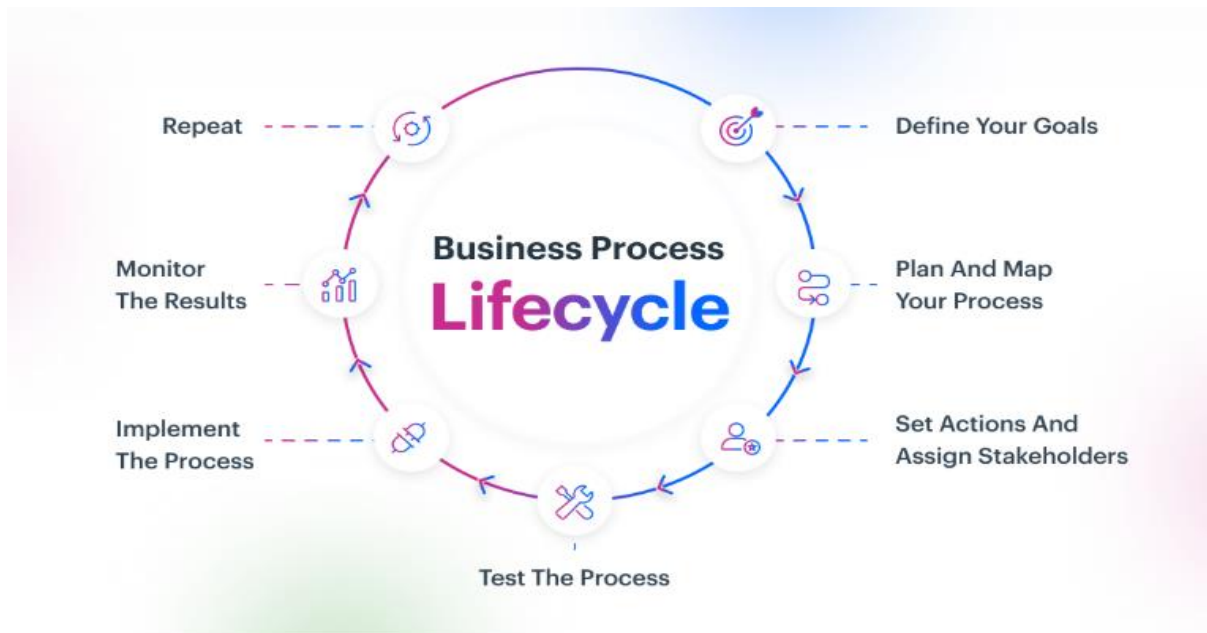 Business Process
Lifecycle
Define Your Goals
Plan And Map
Your Process
Set Actions And
Assign Stakeholders
Test The Process
Implement
The Process
Monitor
The Results
Repeat